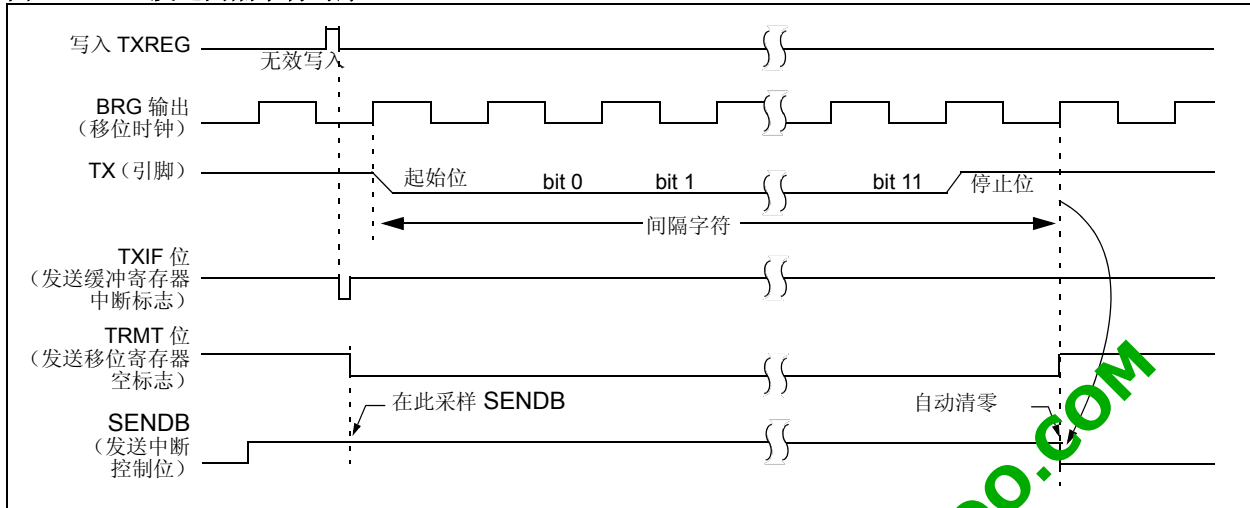 写入 TXREG
无效写入
BRG 输出
（移位时钟）
TX（引脚）
起始位
bit 0
bit 1
bit 11
停止位
间隔字符
TXIF 位
（发送缓冲寄存器
中断标志）
TRMT 位
（发送移位寄存器
空标志）
在此采样 SENDB
自动清零
SENDB
（发送中断
控制位）
OO.COM